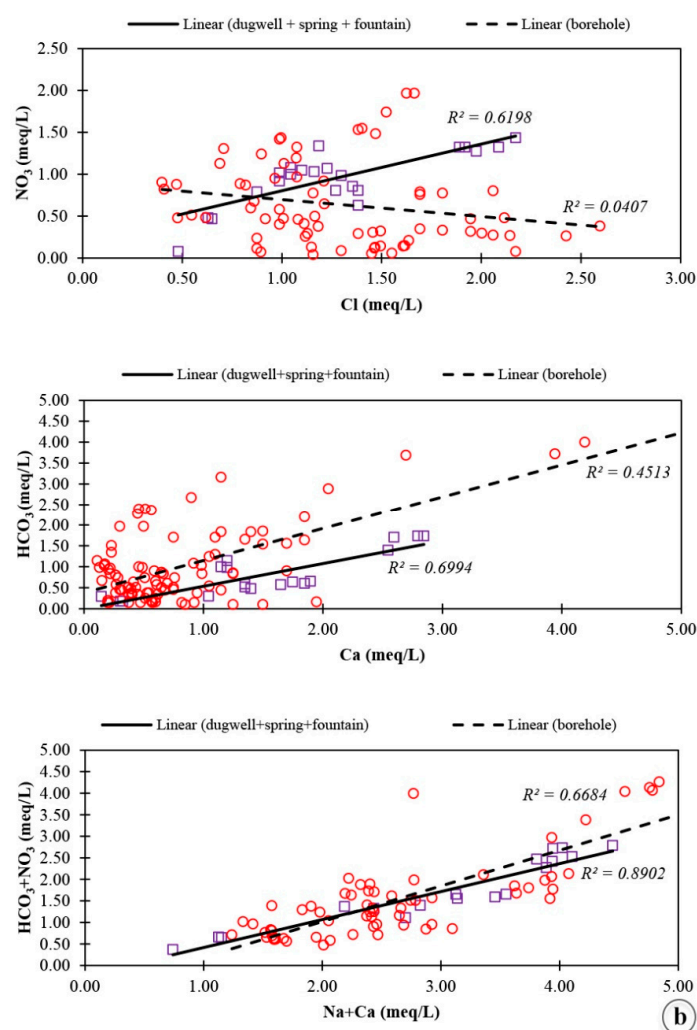 Linear (dugwell + spring + fountain) Linear (borehole)
2.50
2.00
1.50
1.00
0.50
0.00
NO3 (meq/L)
R² = 0.6198
R² = 0.0407
0.00 0.50 1.00 1.50 2.00 2.50 3.00
Cl (meq/L)
Linear (dugwell+spring+fountain) Linear (borehole)
5.00
4.50
4.00
3.50
3.00
2.50
2.00
1.50
1.00
0.50
0.00
HCO3 (meq/L)
R² = 0.4513
R² = 0.6994
0.00 1.00 2.00 3.00 4.00 5.00
Ca (meq/L)
Linear (dugwell+spring+fountain) Linear (borehole)
5.00
4.50
4.00
3.50
3.00
2.50
2.00
1.50
1.00
0.50
0.00
HCO3+NO3 (meq/L)
R² = 0.6684
R² = 0.8902
0.00 1.00 2.00 3.00 4.00 5.00
Na+Ca (meq/L)
b